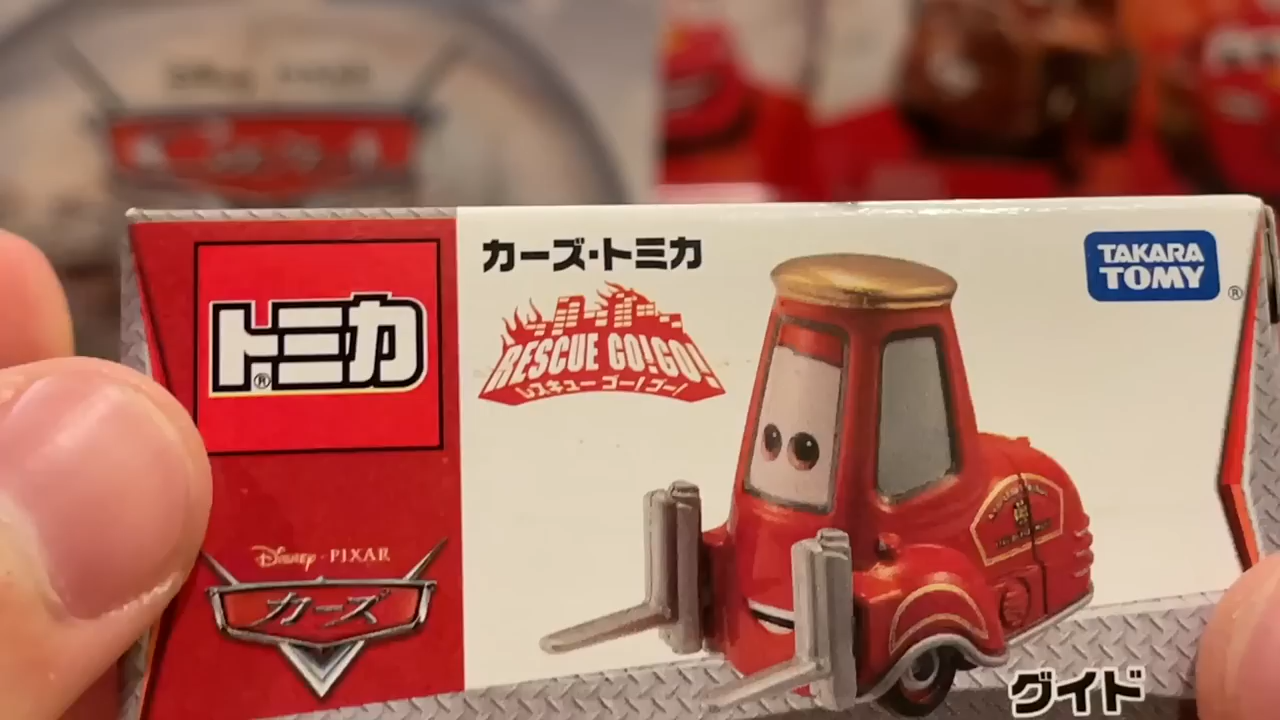 カーズ・トミカ
TAKARA
TOMY
®
トミカ
®
RESCUE GO!GO!
レスキュー ゴー!ゴー!
Disney · PIXAR
カーズ
グイド